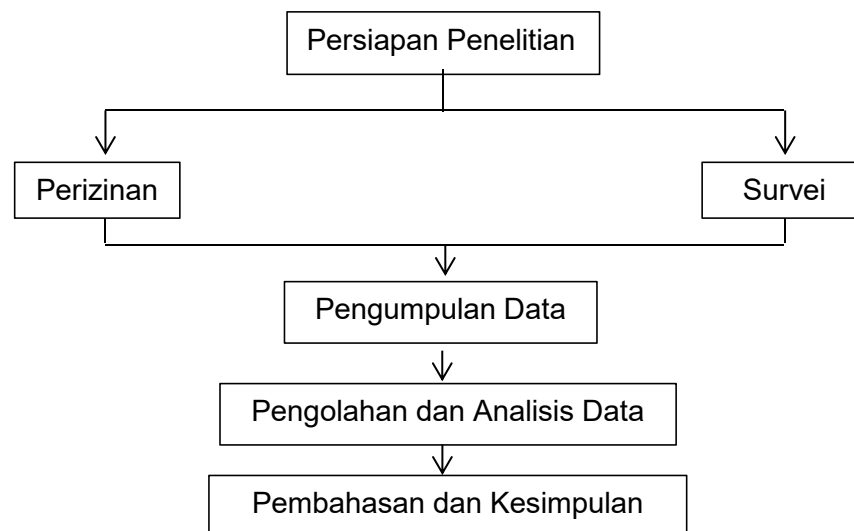 Persiapan Penelitian
Perizinan
Survei
Pengumpulan Data
Pengolahan dan Analisis Data
Pembahasan dan Kesimpulan